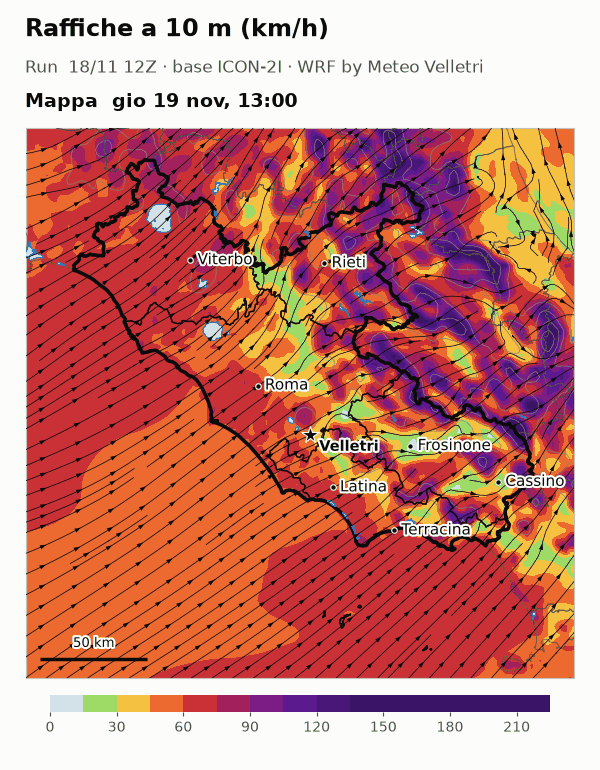 Raffiche a 10 m (km/h)
Run  18/11 12Z · base ICON-2I · WRF by Meteo Velletri
Mappa  gio 19 nov, 13:00
Viterbo
Rieti
Roma
Velletri
Frosinone
Latina
Cassino
Terracina
50 km
0 30 60 90 120 150 180 210